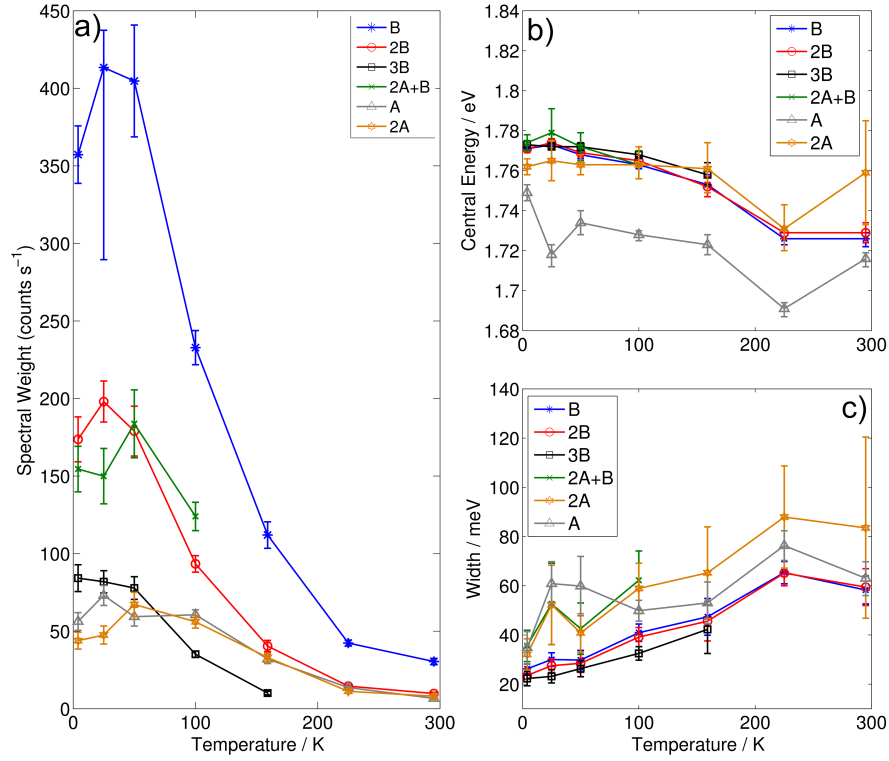 a)
B
2B
3B
2A+B
A
2A
450
400
350
300
250
200
150
100
50
0
Spectral Weight (counts s⁻¹)
0
100
200
300
Temperature / K
b)
B
2B
3B
2A+B
A
2A
1.84
1.82
1.8
1.78
1.76
1.74
1.72
1.7
1.68
Central Energy / eV
0
100
200
300
c)
B
2B
3B
2A+B
2A
A
140
120
100
80
60
40
20
Width / meV
0
100
200
300
Temperature / K